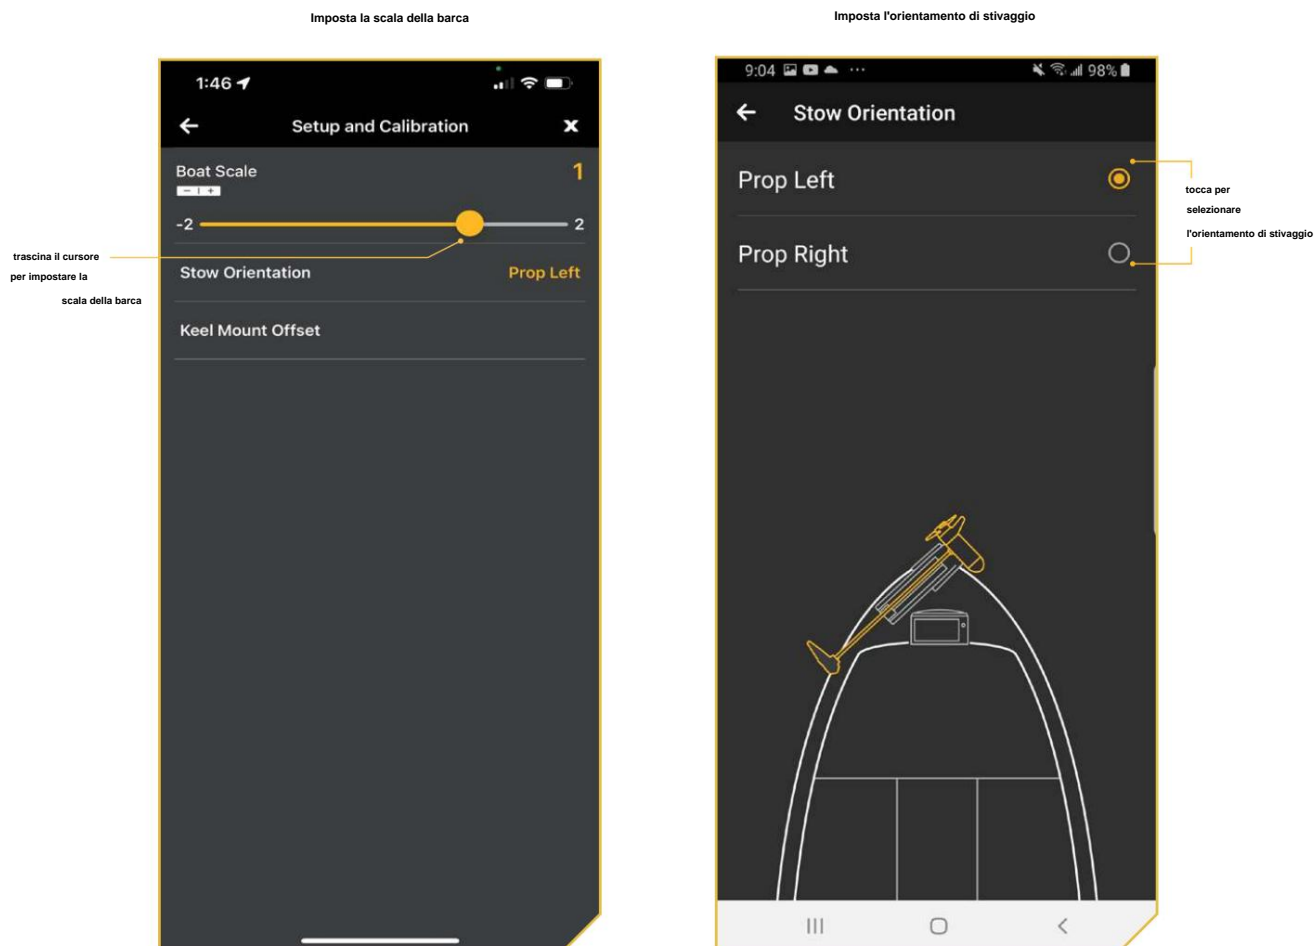 Imposta la scala della barca
1:46
Setup and Calibration
X
Boat Scale
1
- I +
-2
2
trascina il cursore
per impostare la
scala della barca
Stow Orientation
Prop Left
Keel Mount Offset
Imposta l'orientamento di stivaggio
9:04
98%
Stow Orientation
Prop Left
Prop Right
tocca per
selezionare
l'orientamento di stivaggio